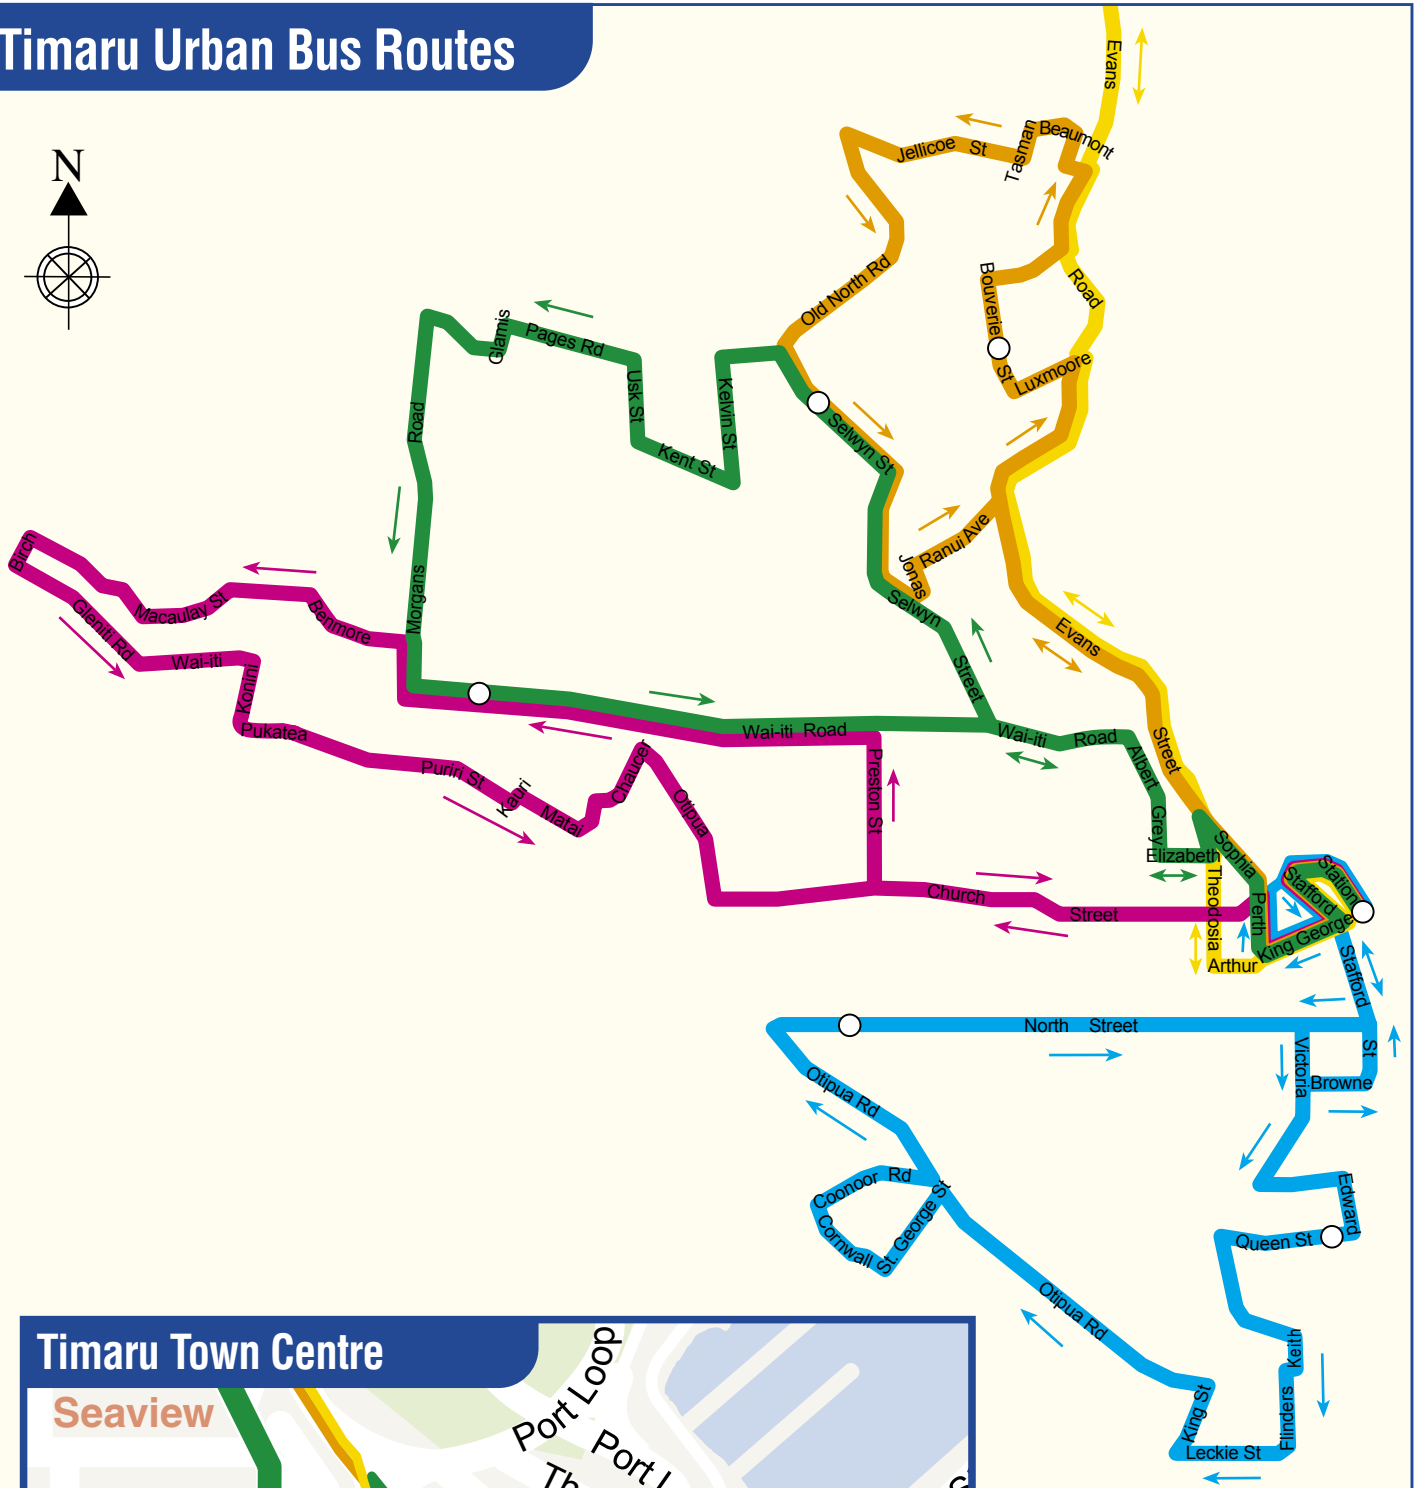 Timaru Urban Bus Routes
N
Evans
Beaumont
Tasman
Jellicoe St
Old North Rd
Bouverie
St
Luxmoore
Road
Glamis
Pages Rd
Usk St
Kent St
Kelvin St
Selwyn St
Road
Morgans
Ranui Ave
Jonas
Selwyn
Street
Evans
Street
Birch
Macaulay St
Benmore
Gleniti Rd
Wai-iti
Konini
Pukatea
Puriri St
Kauri
Matai
Chaucer
Otipua
Wai-iti Road
Preston St
Wai-iti Road
Albert
Grey
Elizabeth
Sophia
Theodosia
Perth
Station
Stafford
King George
Arthur
Church
Street
Stafford
St
North Street
Victoria
Browne
Otipua Rd
Coonoor Rd
Cornwall
St. George St
Edward
Queen St
Otipua Rd
Keith
Flinders
King St
Leckie St
Timaru Town Centre
Seaview
Port Loop
Port L
Th